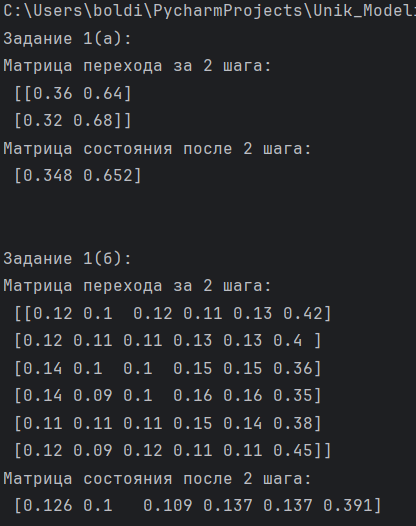 C:\Users\boldi\PycharmProjects\Unik_Modeli
Задание 1(а):
Матрица перехода за 2 шага:
[[0.36 0.64]
[0.32 0.68]]
Матрица состояния после 2 шага:
[0.348 0.652]
Задание 1(б):
Матрица перехода за 2 шага:
[[0.12 0.1  0.12 0.11 0.13 0.42]
[0.12 0.11 0.11 0.13 0.13 0.4 ]
[0.14 0.1  0.1  0.15 0.15 0.36]
[0.14 0.09 0.1  0.16 0.16 0.35]
[0.11 0.11 0.11 0.15 0.14 0.38]
[0.12 0.09 0.12 0.11 0.11 0.45]]
Матрица состояния после 2 шага:
[0.126 0.1   0.109 0.137 0.137 0.391]